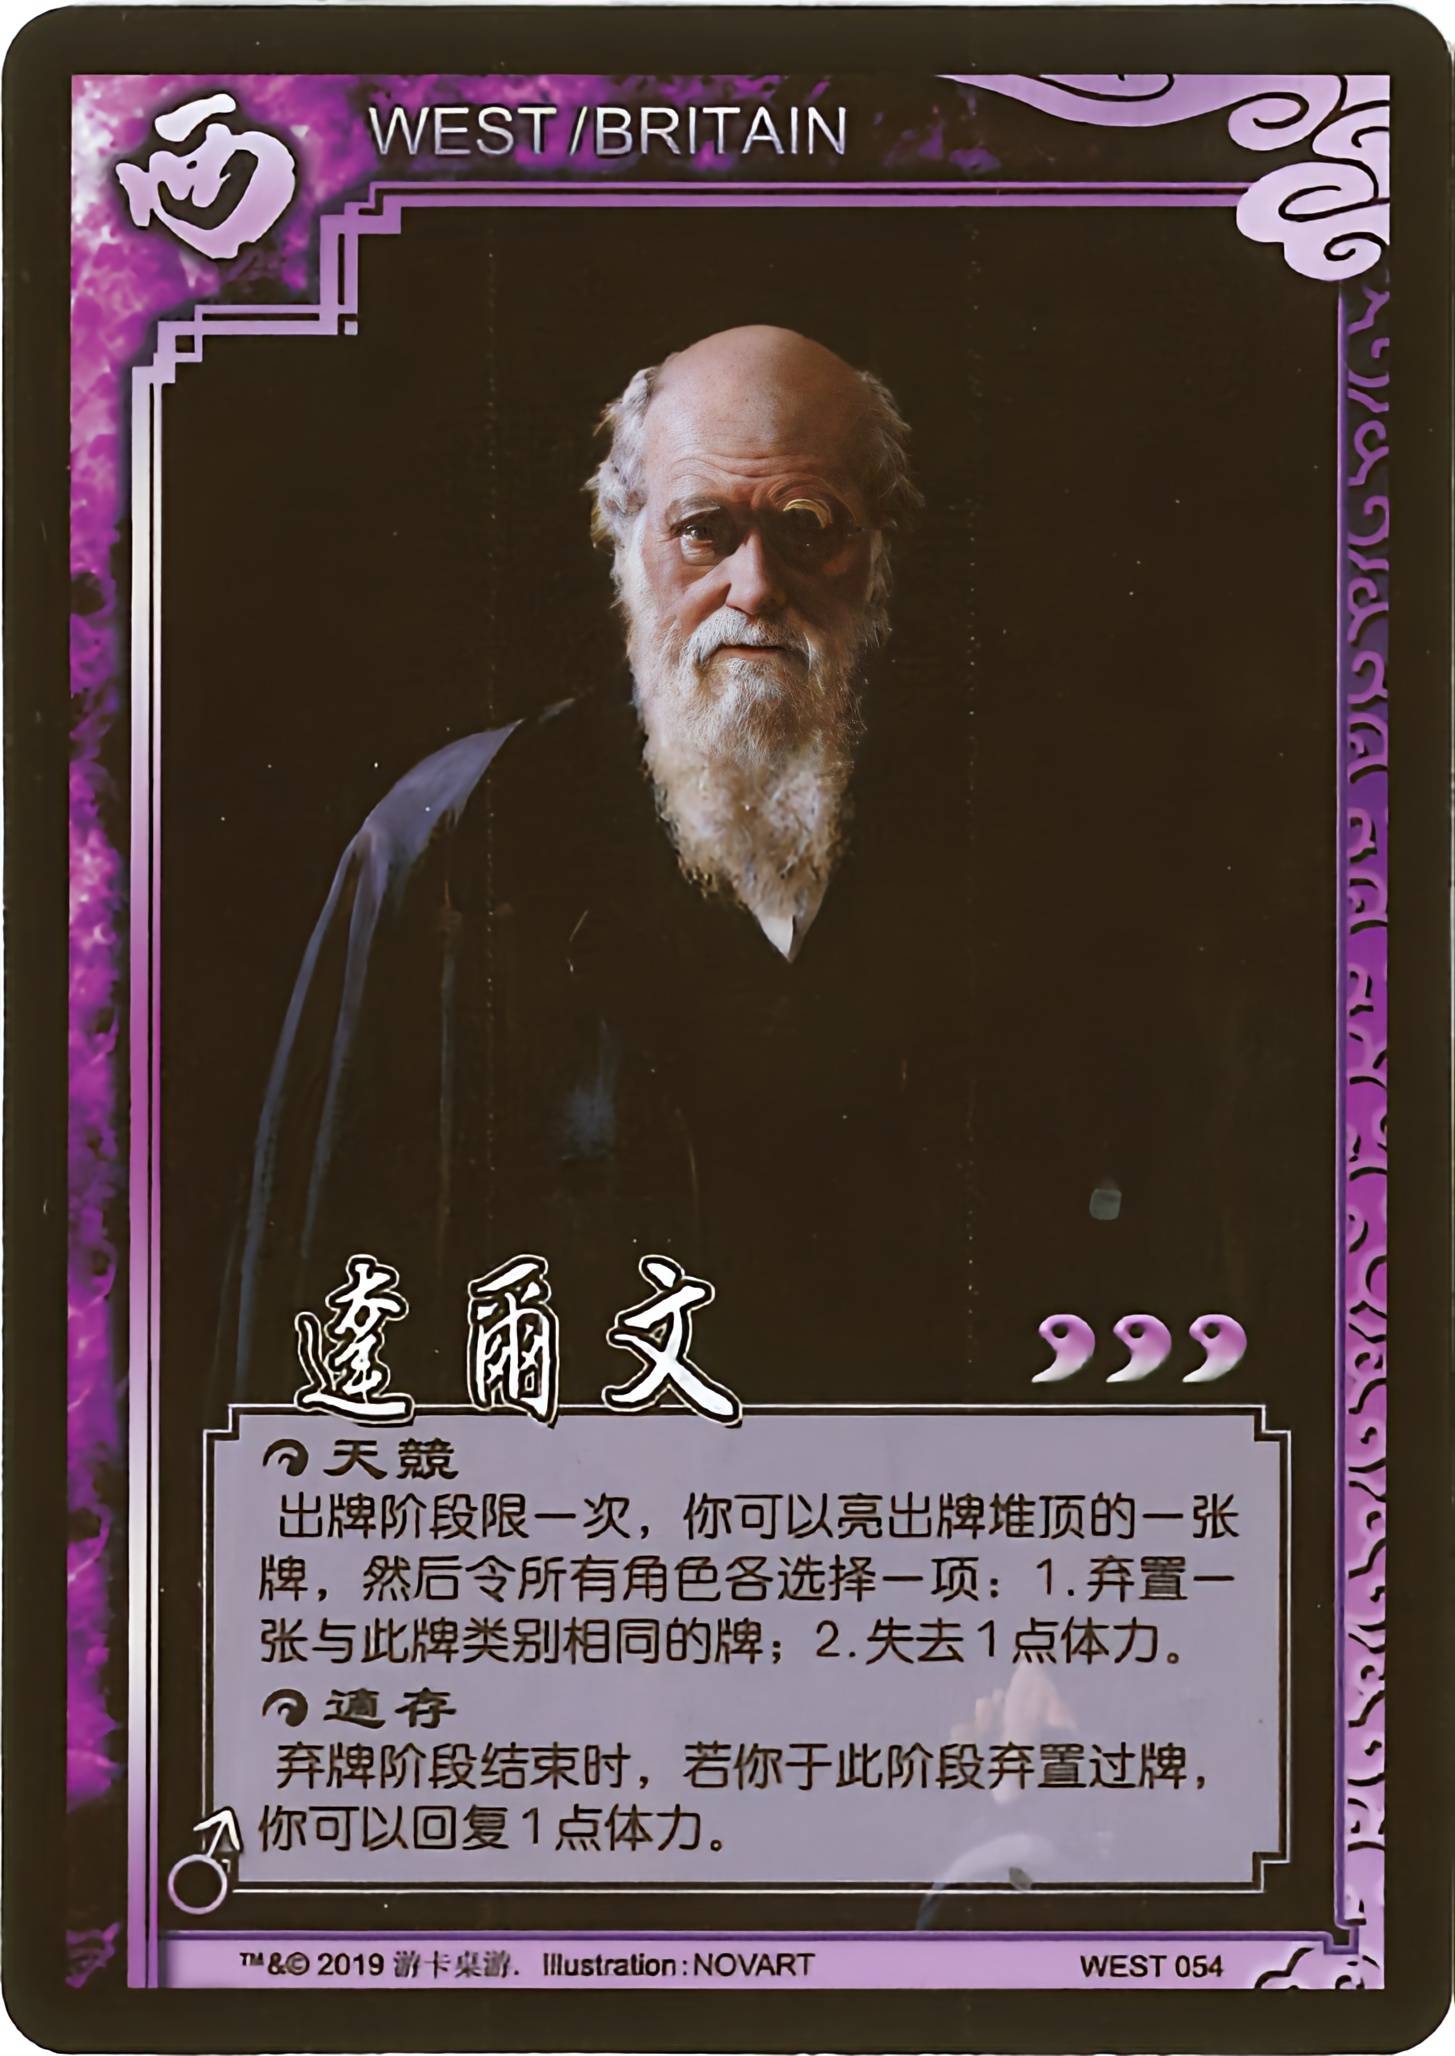 西
WEST/BRITAIN
達爾文
天競
出牌阶段限一次，你可以亮出牌堆顶的一张
牌，然后令所有角色各选择一项：1.弃置一
张与此牌类别相同的牌；2.失去1点体力。
適存
弃牌阶段结束时，若你于此阶段弃置过牌，
你可以回复1点体力。
™&© 2019 游卡桌游. Illustration:NOVART
WEST 054